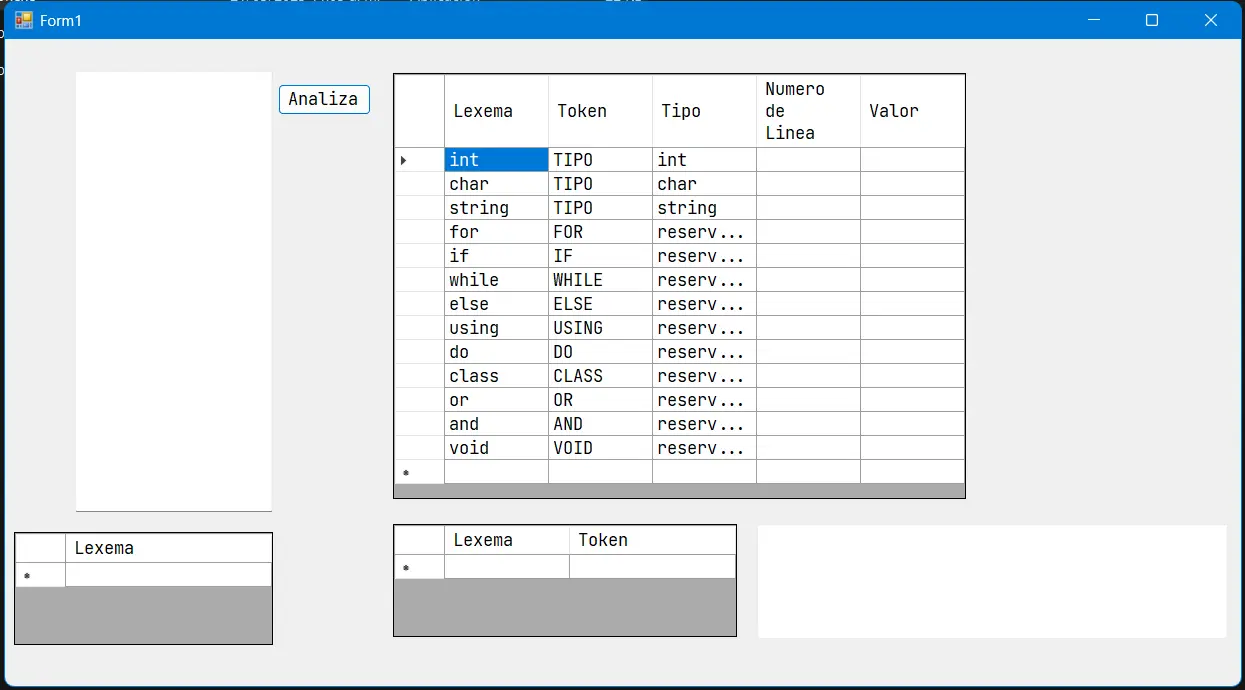 Form1
Analiza
Lexema Token Tipo Numero de Linea Valor
int TIPO int
char TIPO char
string TIPO string
for FOR reserv...
if IF reserv...
while WHILE reserv...
else ELSE reserv...
using USING reserv...
do DO reserv...
class CLASS reserv...
or OR reserv...
and AND reserv...
void VOID reserv...
Lexema
Lexema Token